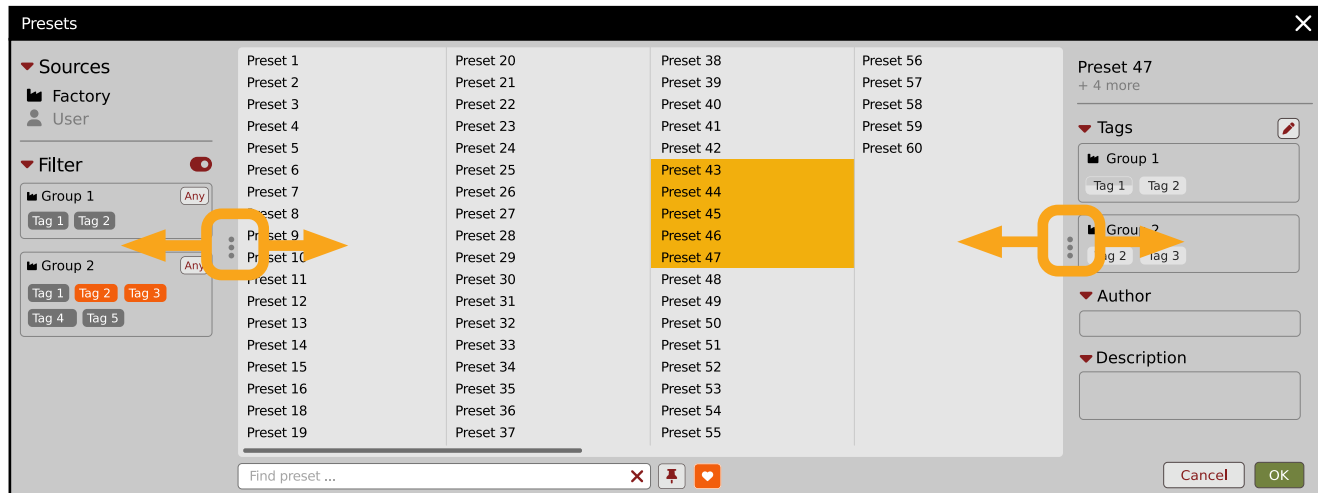 Presets
Sources
Factory
User
Filter
Group 1
Any
Tag 1 Tag 2
Group 2
Any
Tag 1 Tag 2 Tag 3
Tag 4 Tag 5
Preset 1
Preset 2
Preset 3
Preset 4
Preset 5
Preset 6
Preset 7
Preset 8
Preset 9
Preset 10
Preset 11
Preset 12
Preset 13
Preset 14
Preset 15
Preset 16
Preset 18
Preset 19
Preset 20
Preset 21
Preset 22
Preset 23
Preset 24
Preset 25
Preset 26
Preset 27
Preset 28
Preset 29
Preset 30
Preset 31
Preset 32
Preset 33
Preset 34
Preset 35
Preset 36
Preset 37
Preset 38
Preset 39
Preset 40
Preset 41
Preset 42
Preset 43
Preset 44
Preset 45
Preset 46
Preset 47
Preset 48
Preset 49
Preset 50
Preset 51
Preset 52
Preset 53
Preset 54
Preset 55
Preset 56
Preset 57
Preset 58
Preset 59
Preset 60
Find preset ...
Preset 47
+ 4 more
Tags
Group 1
Tag 1 Tag 2
Group 2
Tag 2 Tag 3
Author
Description
Cancel OK